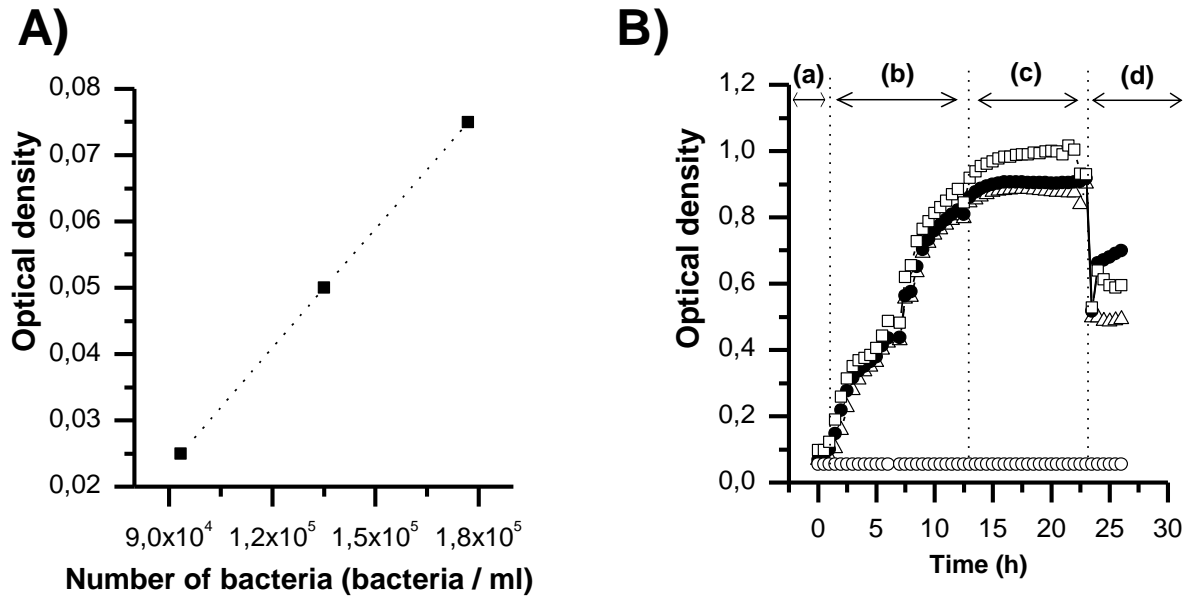 A)
Optical density
0,08
0,07
0,06
0,05
0,04
0,03
0,02
9,0x10⁴ 1,2x10⁵ 1,5x10⁵ 1,8x10⁵
Number of bacteria (bacteria / ml)
B)
(a) (b) (c) (d)
Optical density
1,2
1,0
0,8
0,6
0,4
0,2
0,0
0 5 10 15 20 25 30
Time (h)